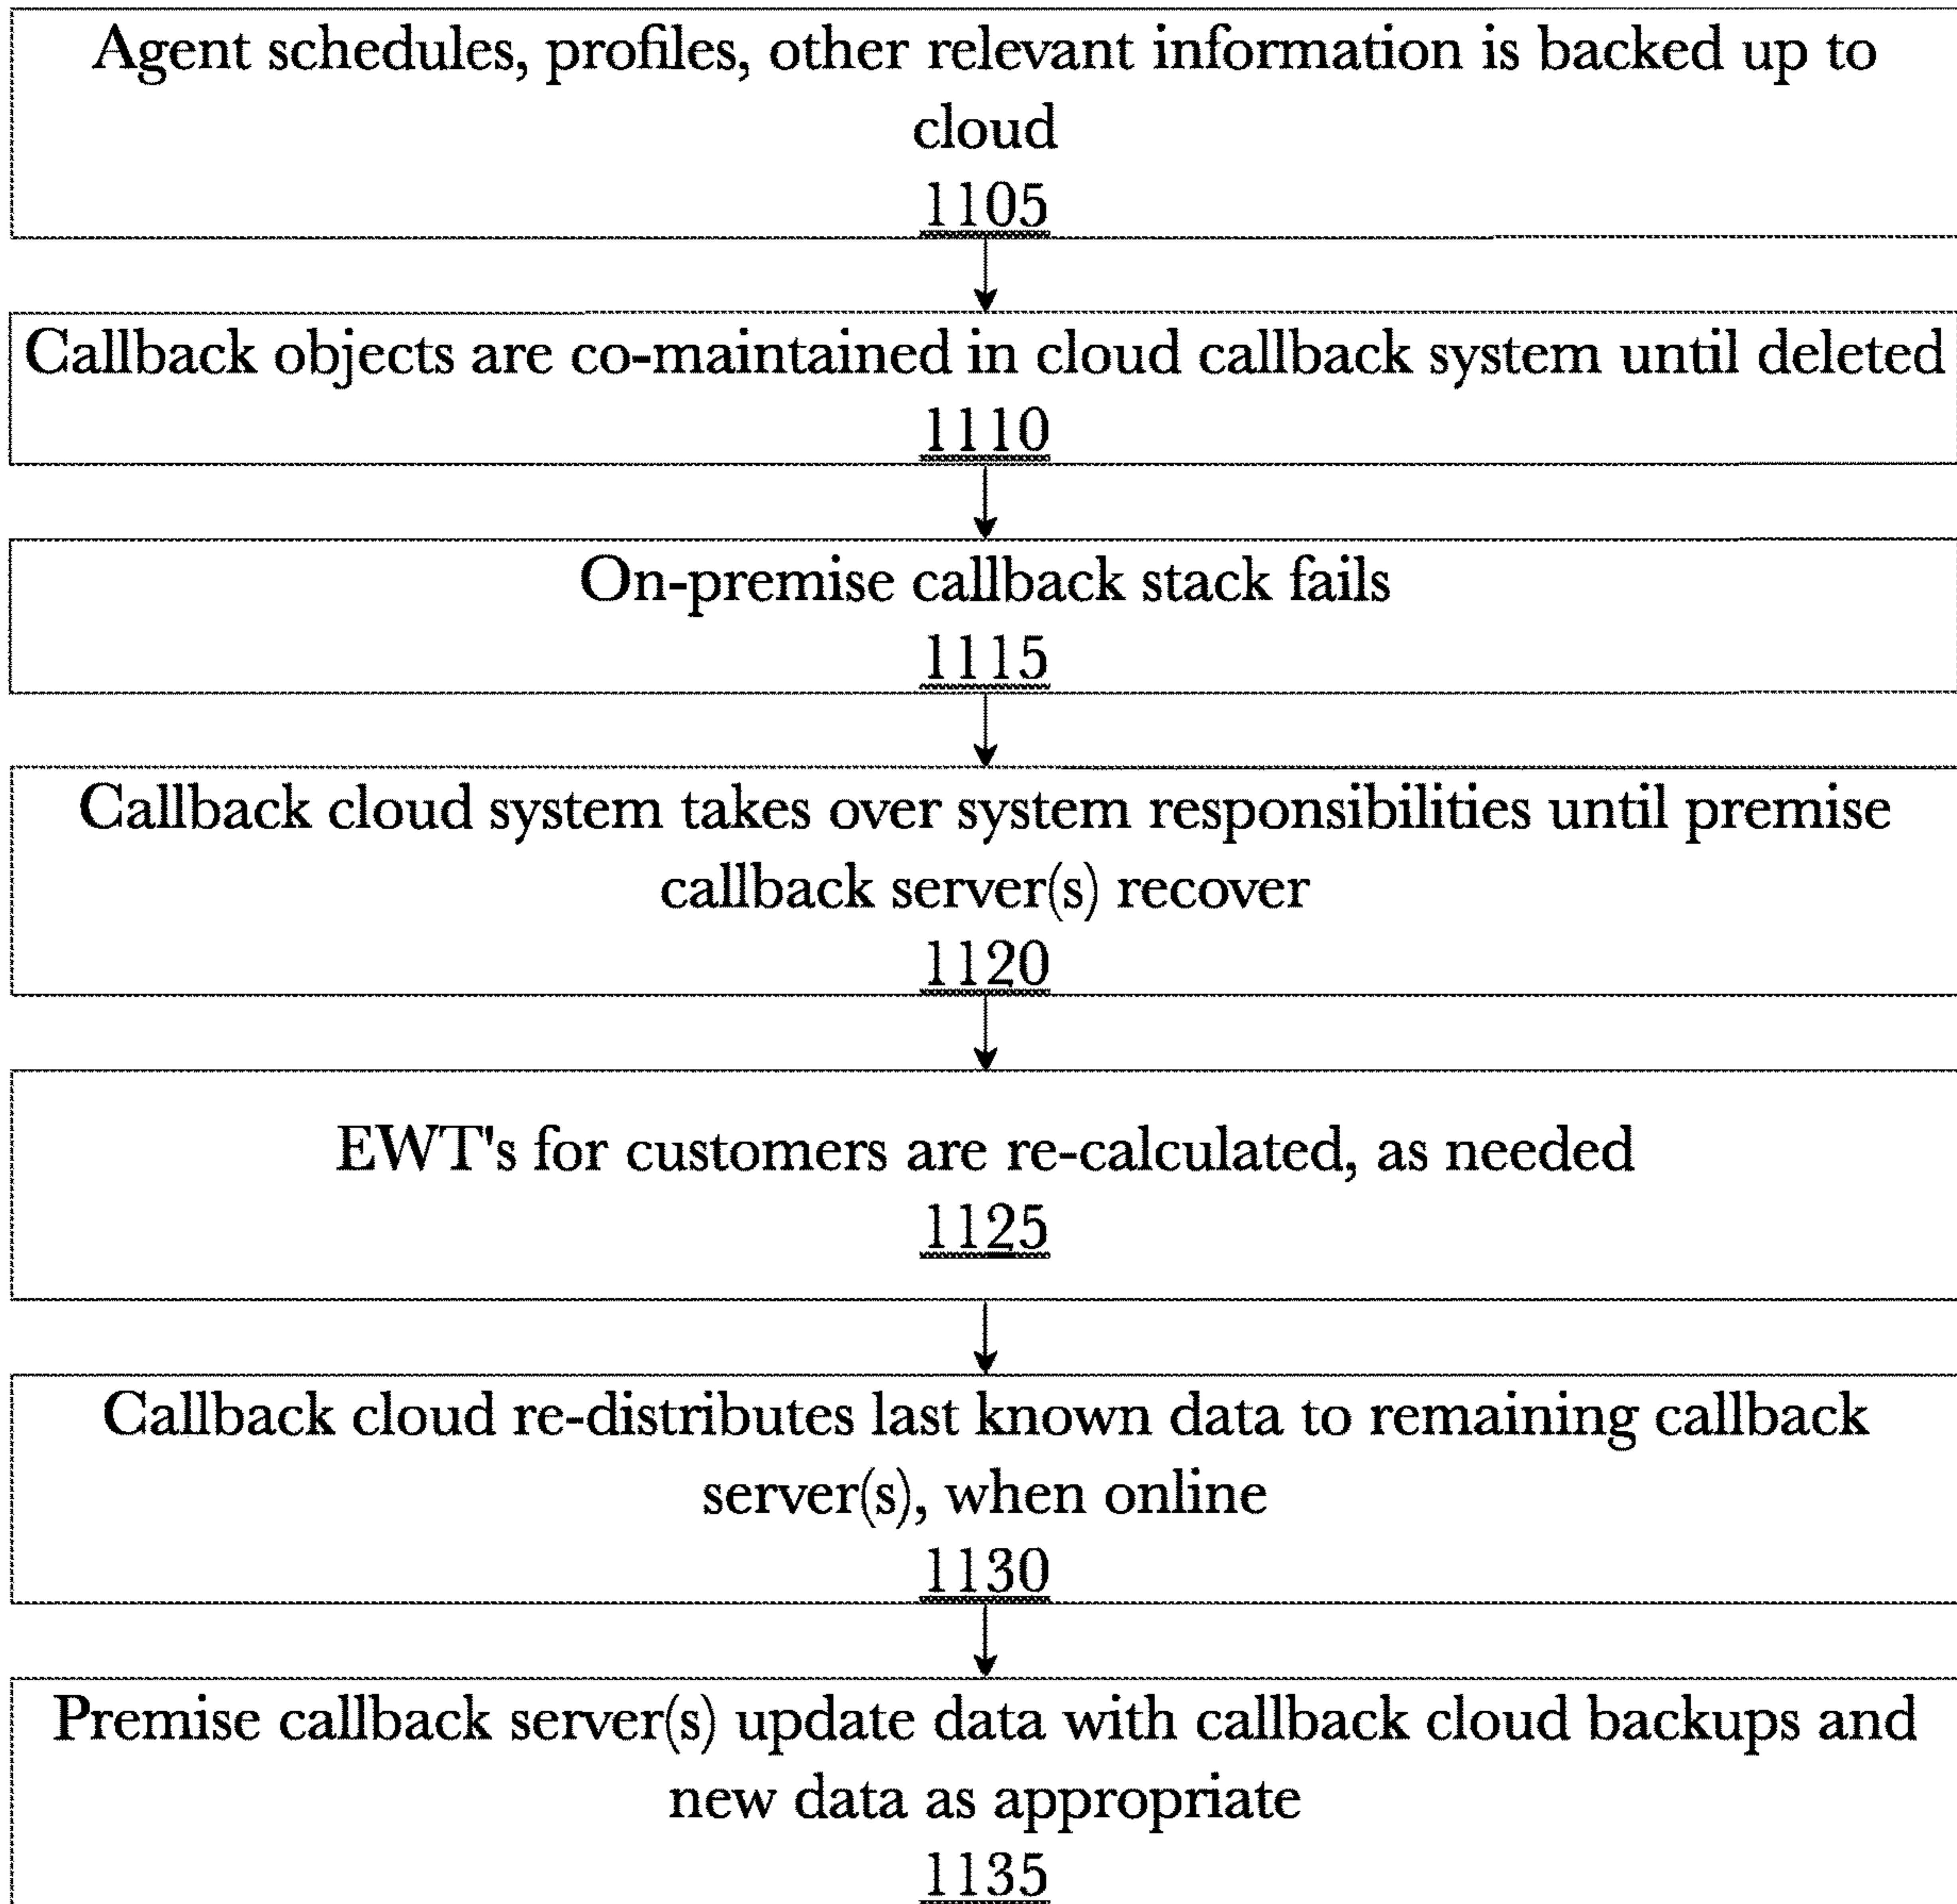 Agent schedules, profiles, other relevant information is backed up to
cloud
1105
Callback objects are co-maintained in cloud callback system until deleted
1110
On-premise callback stack fails
1115
Callback cloud system takes over system responsibilities until premise
callback server(s) recover
1120
EWT's for customers are re-calculated, as needed
1125
Callback cloud re-distributes last known data to remaining callback
server(s), when online
1130
Premise callback server(s) update data with callback cloud backups and
new data as appropriate
1135